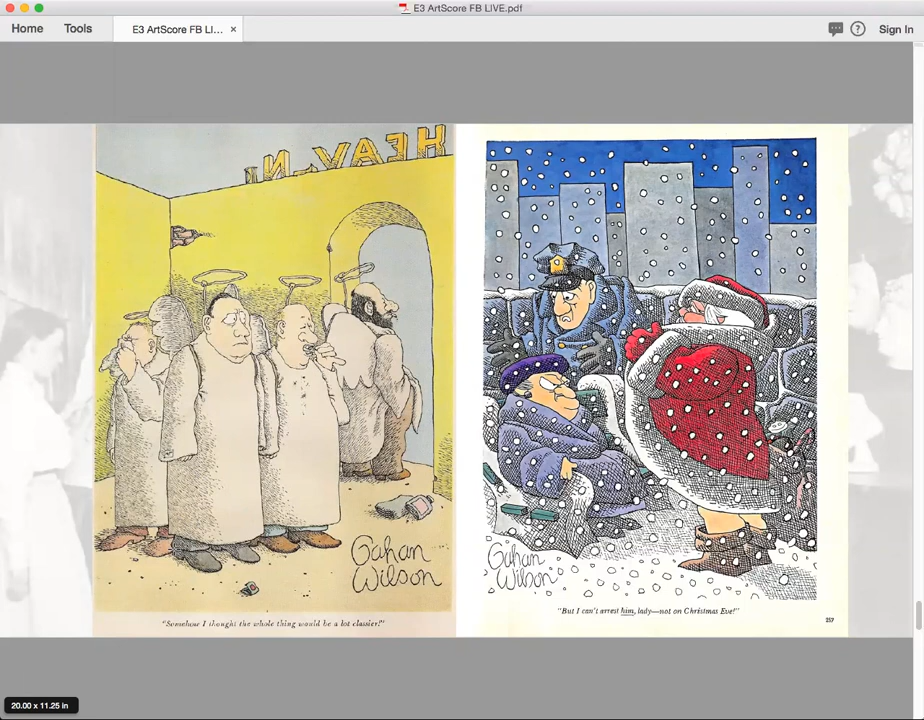 E3 ArtScore FB LIVE.pdf
Home
Tools
E3 ArtScore FB LI... ×
?
Sign In
HEAV,N
Gahan
Wilson
"Somehow I thought the whole thing would be a lot classier!"
Gahan
Wilson
"But I can't arrest him, lady—not on Christmas Eve!"
257
20.00 x 11.25 in